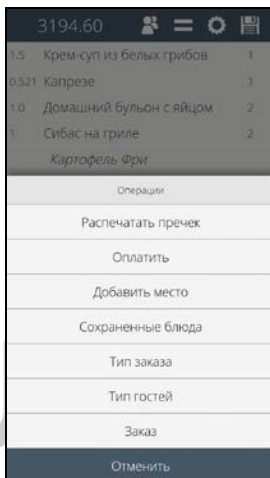 3194.60
1.5 Крем-суп из белых грибов 1
0.521 Капрезе 1
1.0 Домашний бульон с яйцом 2
1 Сибас на гриле 2
Картофель Фри
Операции
Распечатать пречек
Оплатить
Добавить место
Сохраненные блюда
Тип заказа
Тип гостей
Заказ
Отменить